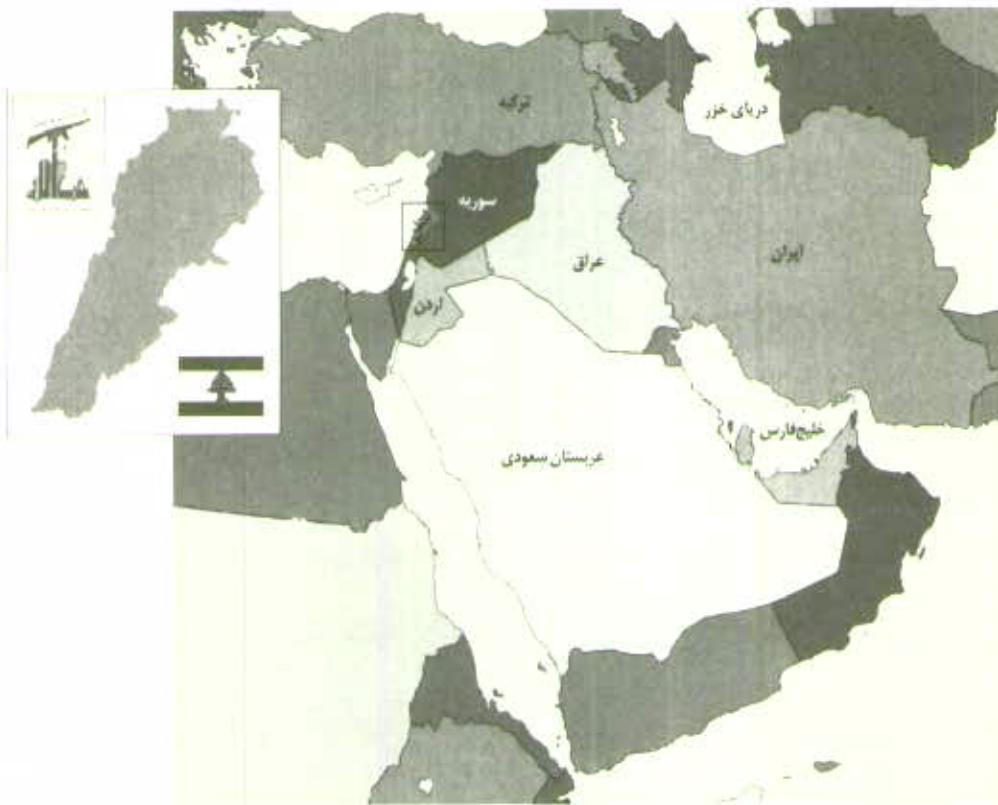 ترکیه
دریای خزر
سوریه
عراق
ایران
اردن
خلیج‌فارس
عربستان سعودی